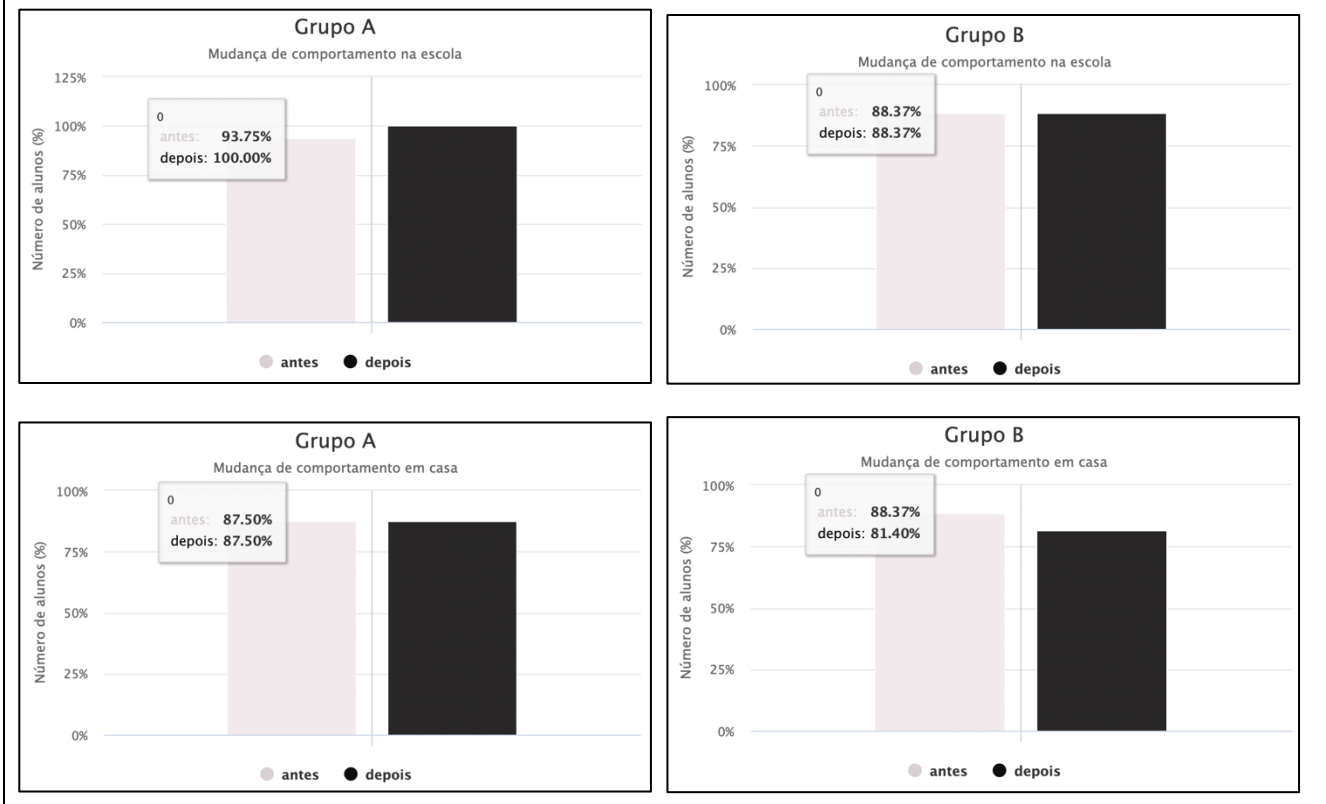 Grupo A
Mudança de comportamento na escola
125%
100%
75%
50%
25%
0%
Número de alunos (%)
0
antes: 93.75%
depois: 100.00%
antes depois
Grupo B
Mudança de comportamento na escola
100%
75%
50%
25%
0%
Número de alunos (%)
0
antes: 88.37%
depois: 88.37%
antes depois
Grupo A
Mudança de comportamento em casa
100%
75%
50%
25%
0%
Número de alunos (%)
0
antes: 87.50%
depois: 87.50%
antes depois
Grupo B
Mudança de comportamento em casa
100%
75%
50%
25%
0%
Número de alunos (%)
0
antes: 88.37%
depois: 81.40%
antes depois